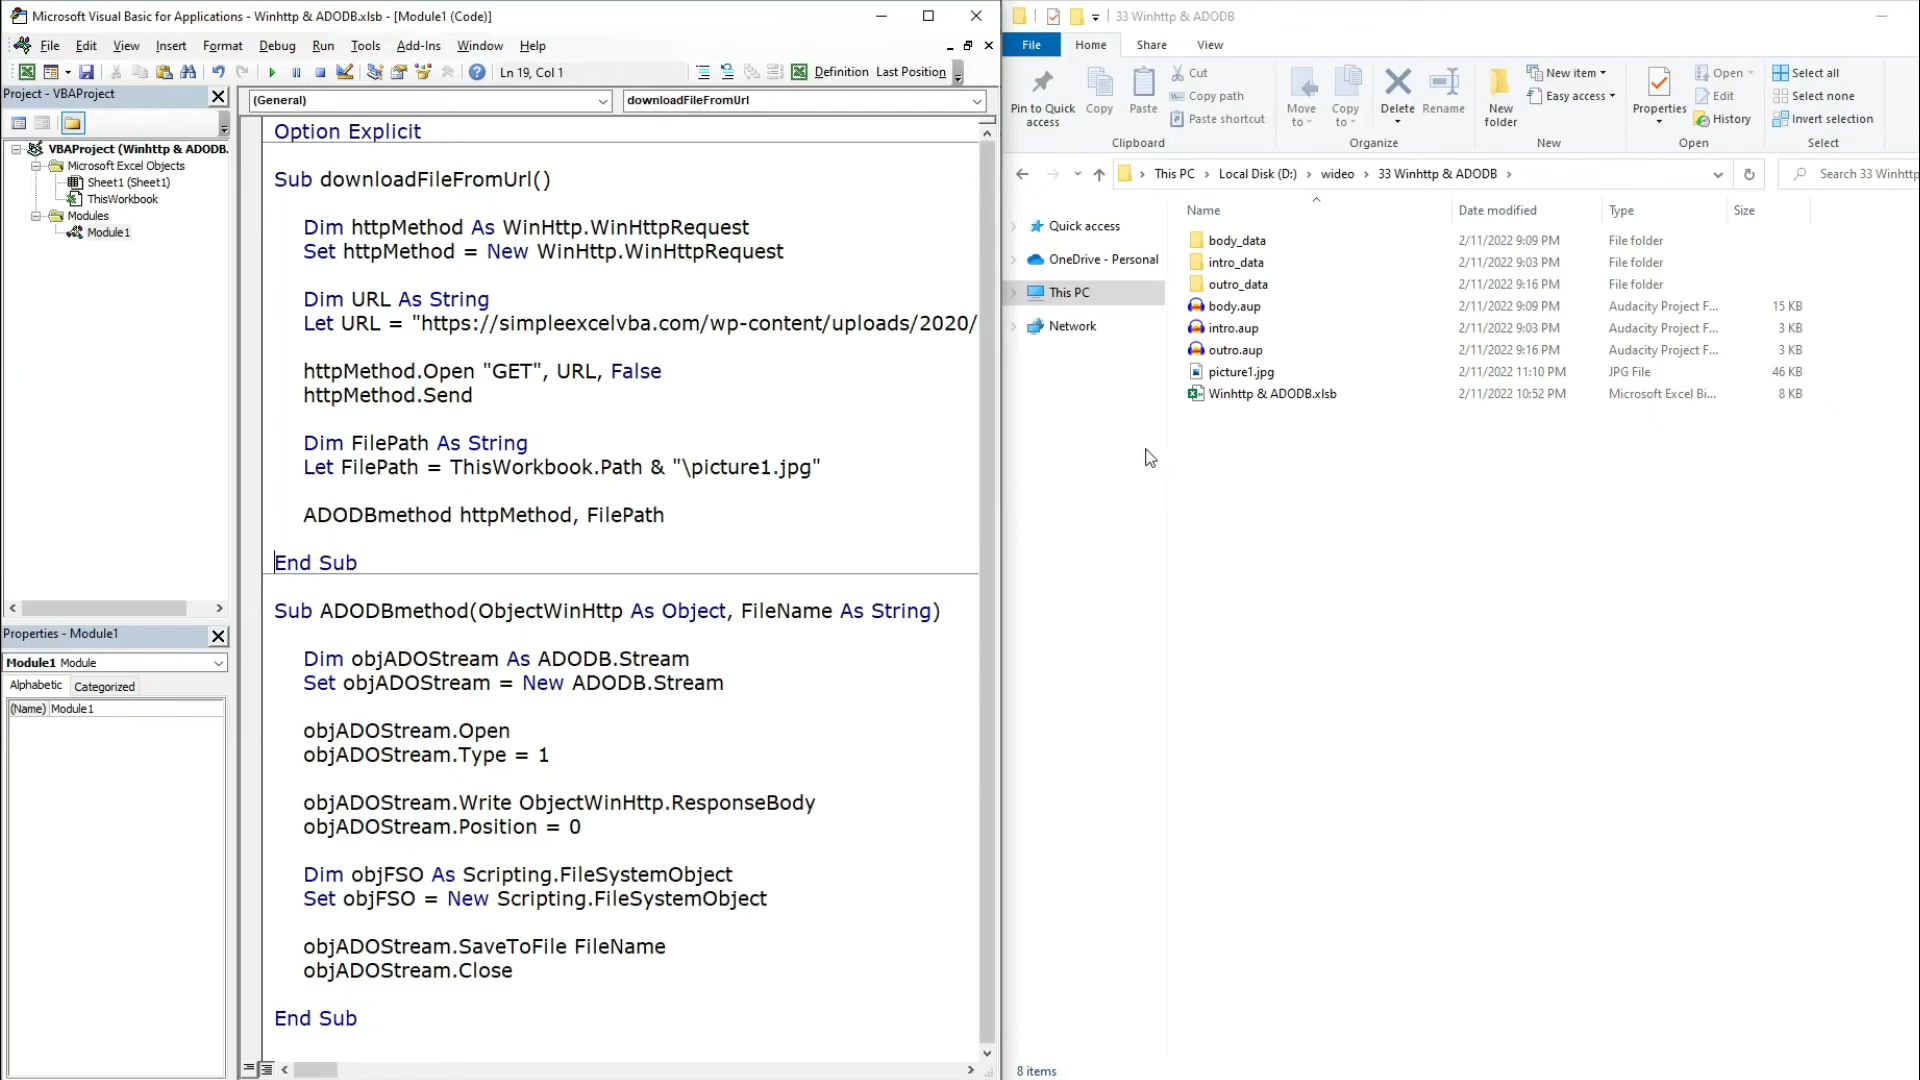 Microsoft Visual Basic for Applications - Winhttp & ADODB.xlsb - [Module1 (Code)]
File Edit View Insert Format Debug Run Tools Add-Ins Window Help
Ln 19, Col 1
Definition Last Position
Project - VBAProject
(General)
downloadFileFromUrl
VBAProject (Winhttp & ADODB.
Microsoft Excel Objects
Sheet1 (Sheet1)
ThisWorkbook
Modules
Module1
Properties - Module1
Module1 Module
Alphabetic Categorized
(Name) Module1
Option Explicit
Sub downloadFileFromUrl()
Dim httpMethod As WinHttp.WinHttpRequest
Set httpMethod = New WinHttp.WinHttpRequest
Dim URL As String
Let URL = "https://simpleexcelvba.com/wp-content/uploads/2020/
httpMethod.Open "GET", URL, False
httpMethod.Send
Dim FilePath As String
Let FilePath = ThisWorkbook.Path & "\picture1.jpg"
ADODBmethod httpMethod, FilePath
End Sub
Sub ADODBmethod(ObjectWinHttp As Object, FileName As String)
Dim objADOStream As ADODB.Stream
Set objADOStream = New ADODB.Stream
objADOStream.Open
objADOStream.Type = 1
objADOStream.Write ObjectWinHttp.ResponseBody
objADOStream.Position = 0
Dim objFSO As Scripting.FileSystemObject
Set objFSO = New Scripting.FileSystemObject
objADOStream.SaveToFile FileName
objADOStream.Close
End Sub
33 Winhttp & ADODB
File Home Share View
Pin to Quick access
Copy
Paste
Cut
Copy path
Paste shortcut
Clipboard
Move to
Copy to
Delete
Rename
Organize
New folder
New item
Easy access
New
Properties
Open
Edit
History
Open
Select all
Select none
Invert selection
Select
This PC Local Disk (D:) wideo 33 Winhttp & ADODB
Search 33 Winhttp
Quick access
OneDrive - Personal
This PC
Network
Name Date modified Type Size
body_data 2/11/2022 9:09 PM File folder
intro_data 2/11/2022 9:03 PM File folder
outro_data 2/11/2022 9:16 PM File folder
body.aup 2/11/2022 9:09 PM Audacity Project F... 15 KB
intro.aup 2/11/2022 9:03 PM Audacity Project F... 3 KB
outro.aup 2/11/2022 9:16 PM Audacity Project F... 3 KB
picture1.jpg 2/11/2022 11:10 PM JPG File 46 KB
Winhttp & ADODB.xlsb 2/11/2022 10:52 PM Microsoft Excel Bi... 8 KB
8 items